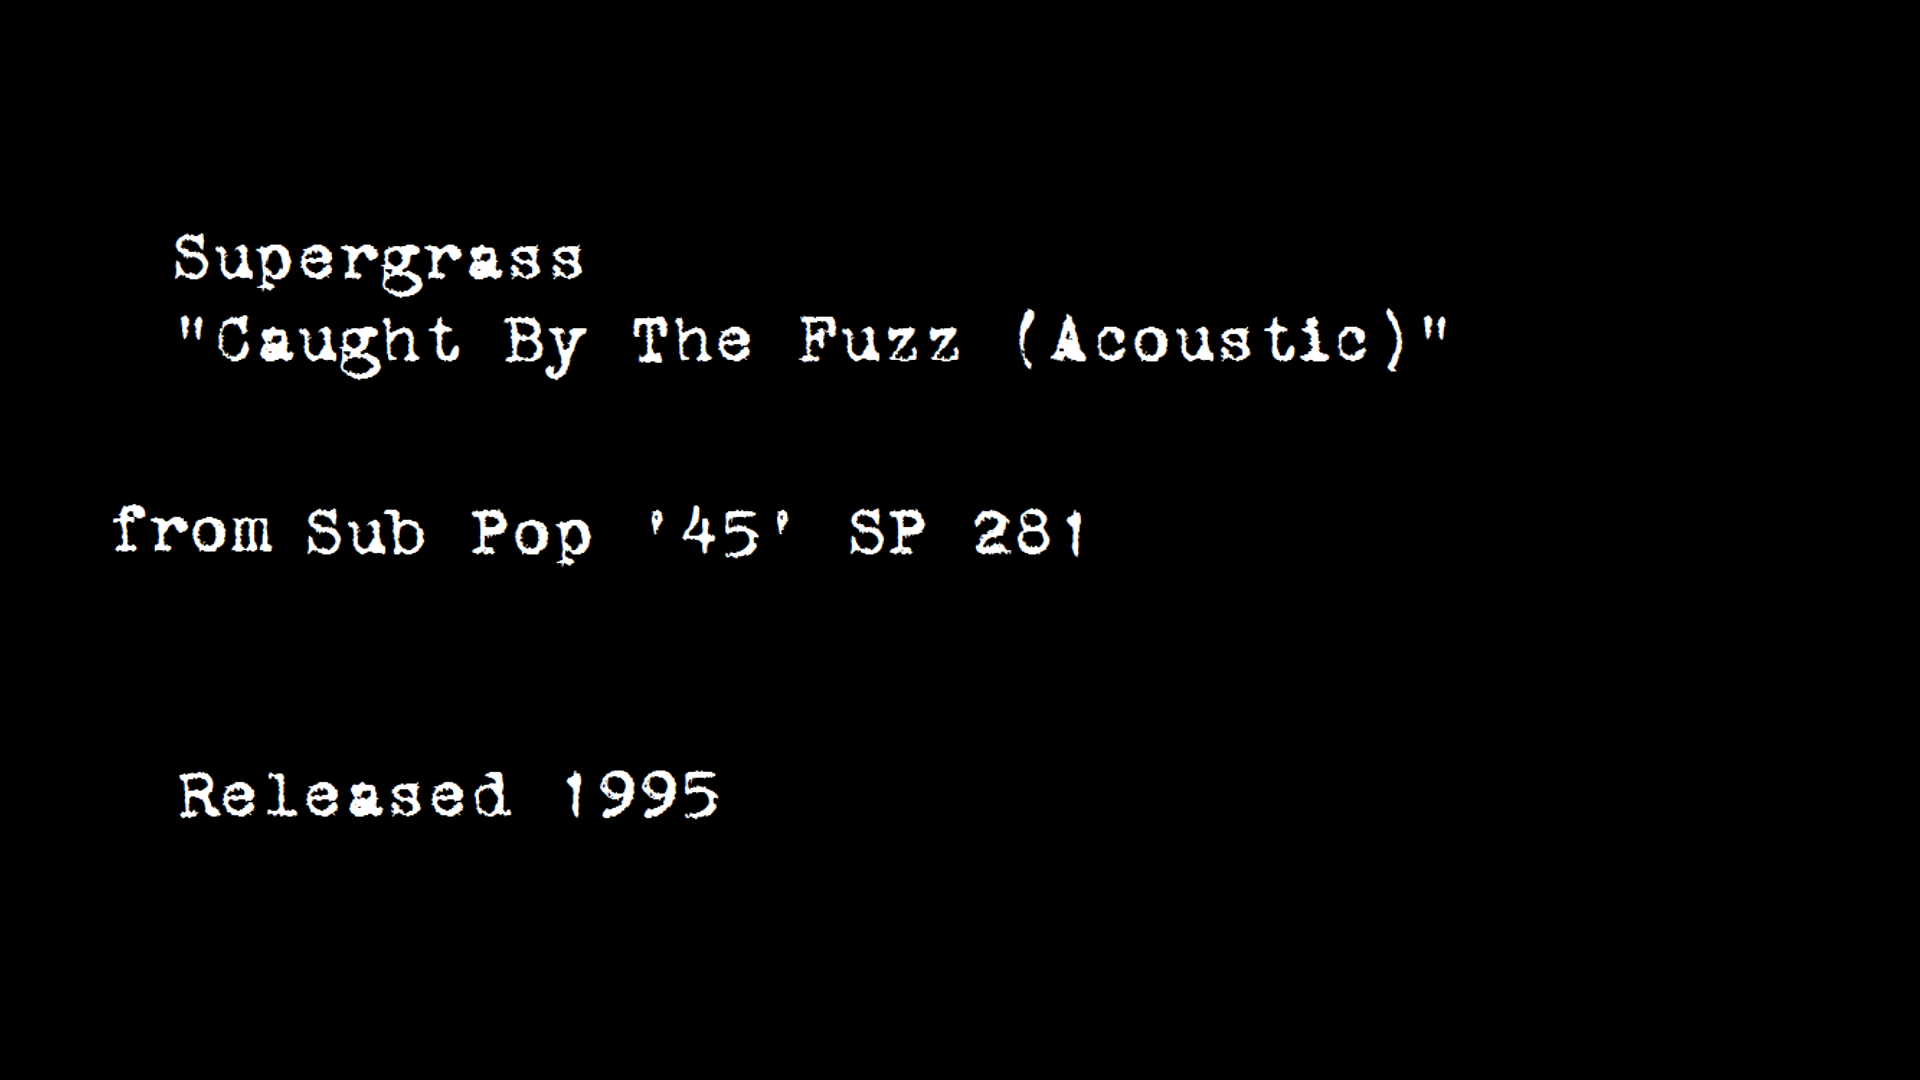 Supergrass
"Caught By The Fuzz (Acoustic)"
from Sub Pop '45' SP 281
Released 1995